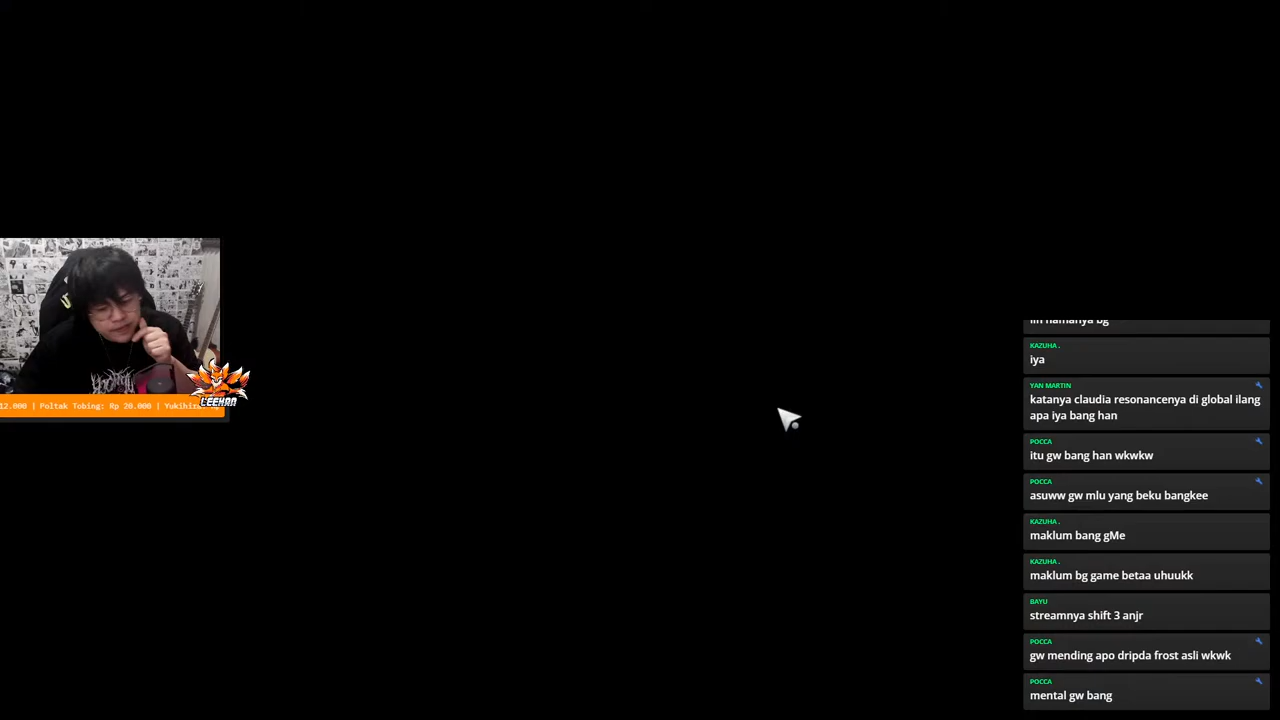 12.000 | Poltak Tobing: Rp 20.000 | Yukihira
LEEHAN
namanya bg
KAZUHA .
iya
YAN MARTIN
katanya claudia resonancenya di global ilang
apa iya bang han
POCCA
itu gw bang han wkwkw
POCCA
asuww gw mlu yang beku bangkee
KAZUHA .
maklum bang gMe
KAZUHA .
maklum bg game betaa uhuukk
BAYU
streamnya shift 3 anjr
POCCA
gw mending apo dripda frost asli wkwk
POCCA
mental gw bang